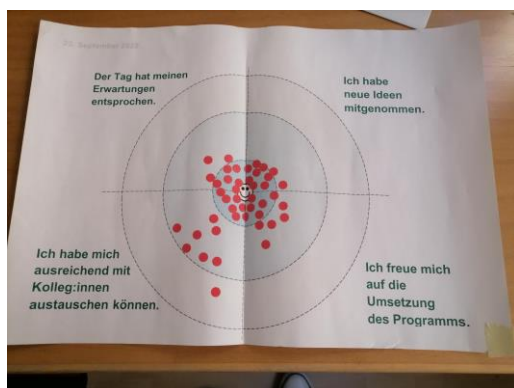 Der Tag hat meinen
Erwartungen
entsprochen.
Ich habe
neue Ideen
mitgenommen.
Ich habe mich
ausreichend mit
Kolleg:innen
austauschen können.
Ich freue mich
auf die
Umsetzung
des Programms.